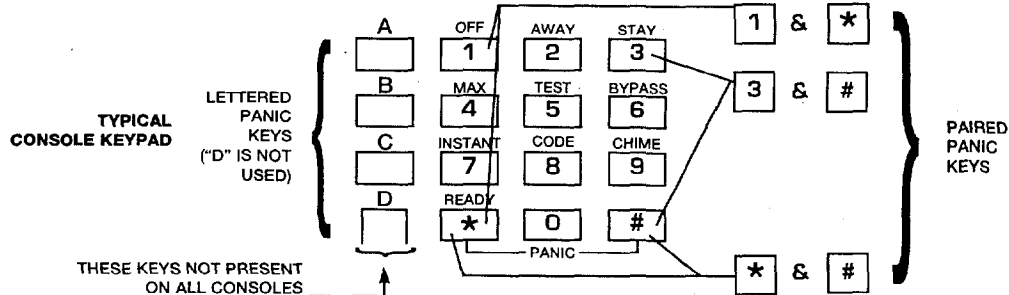 A OFF AWAY STAY 1 & *
1 2 3
B MAX TEST BYPASS 3 & #
4 5 6
LETTERED
PANIC
KEYS
("D" IS NOT
USED)
TYPICAL
CONSOLE KEYPAD
C INSTANT CODE CHIME
7 8 9
PAIRED
PANIC
KEYS
D READY
* 0 #
PANIC
* & #
THESE KEYS NOT PRESENT
ON ALL CONSOLES